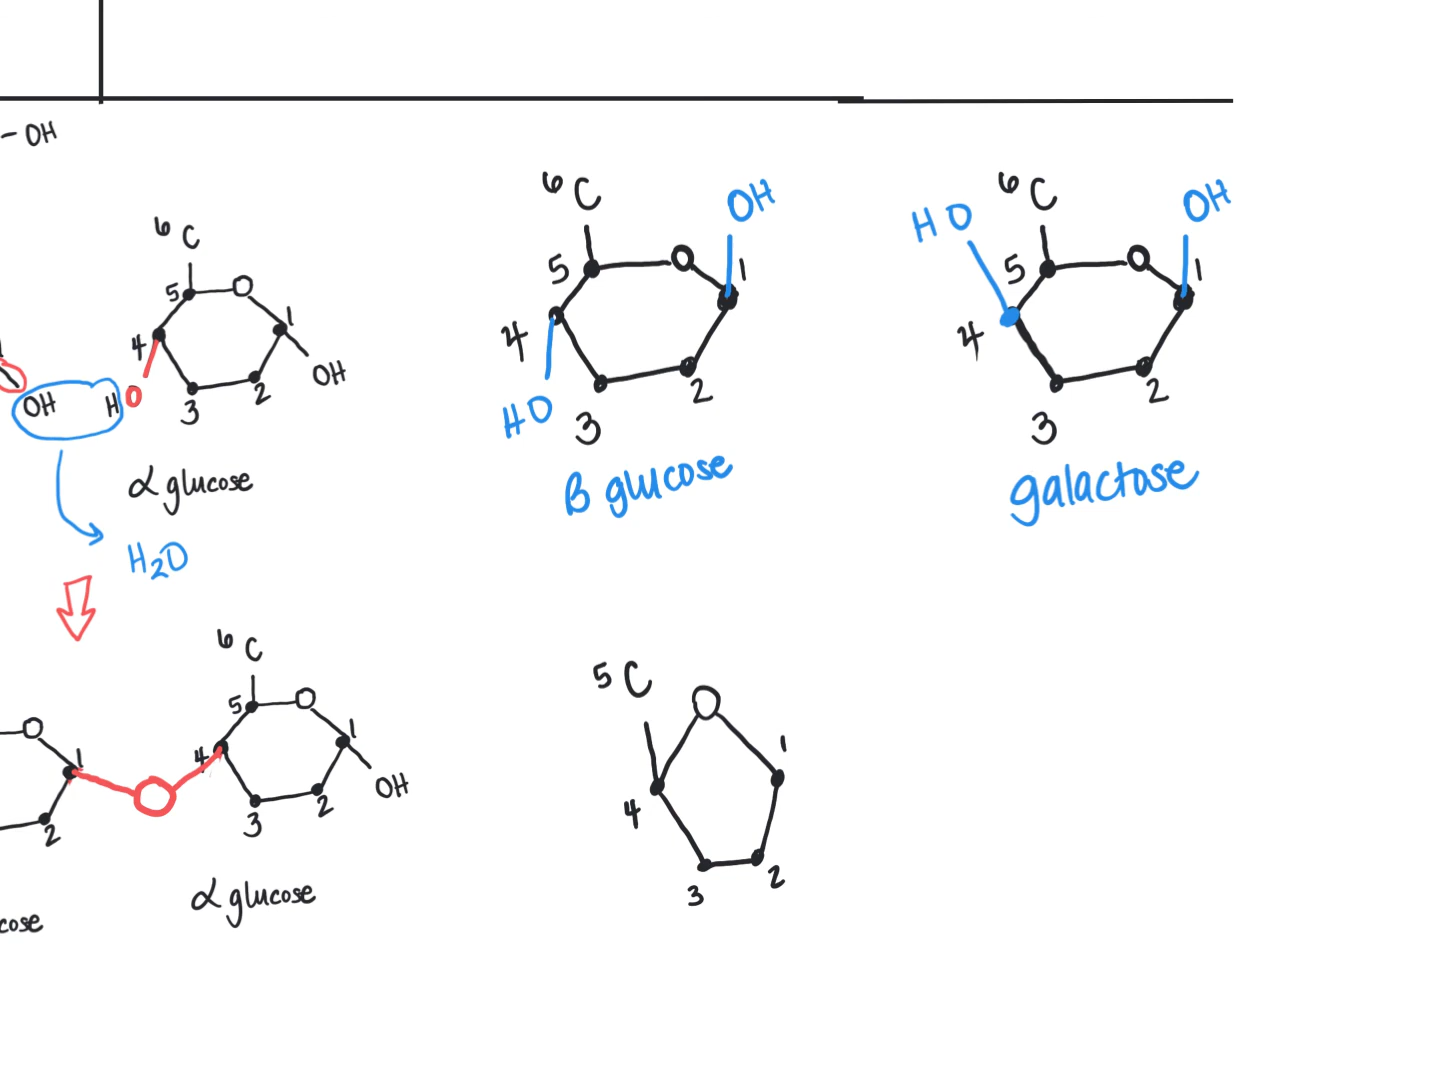 – OH
6 C
5 O
4 1
OH H O
3 2 OH
α glucose
H2O
6 C OH
5 O 1
4
HO 3 2
β glucose
6 C OH
HO
5 O 1
4
3 2
galactose
O
1
2
cose
6 C
5 O
4 1
3 2 OH
α glucose
5 C
O
1
4
3 2